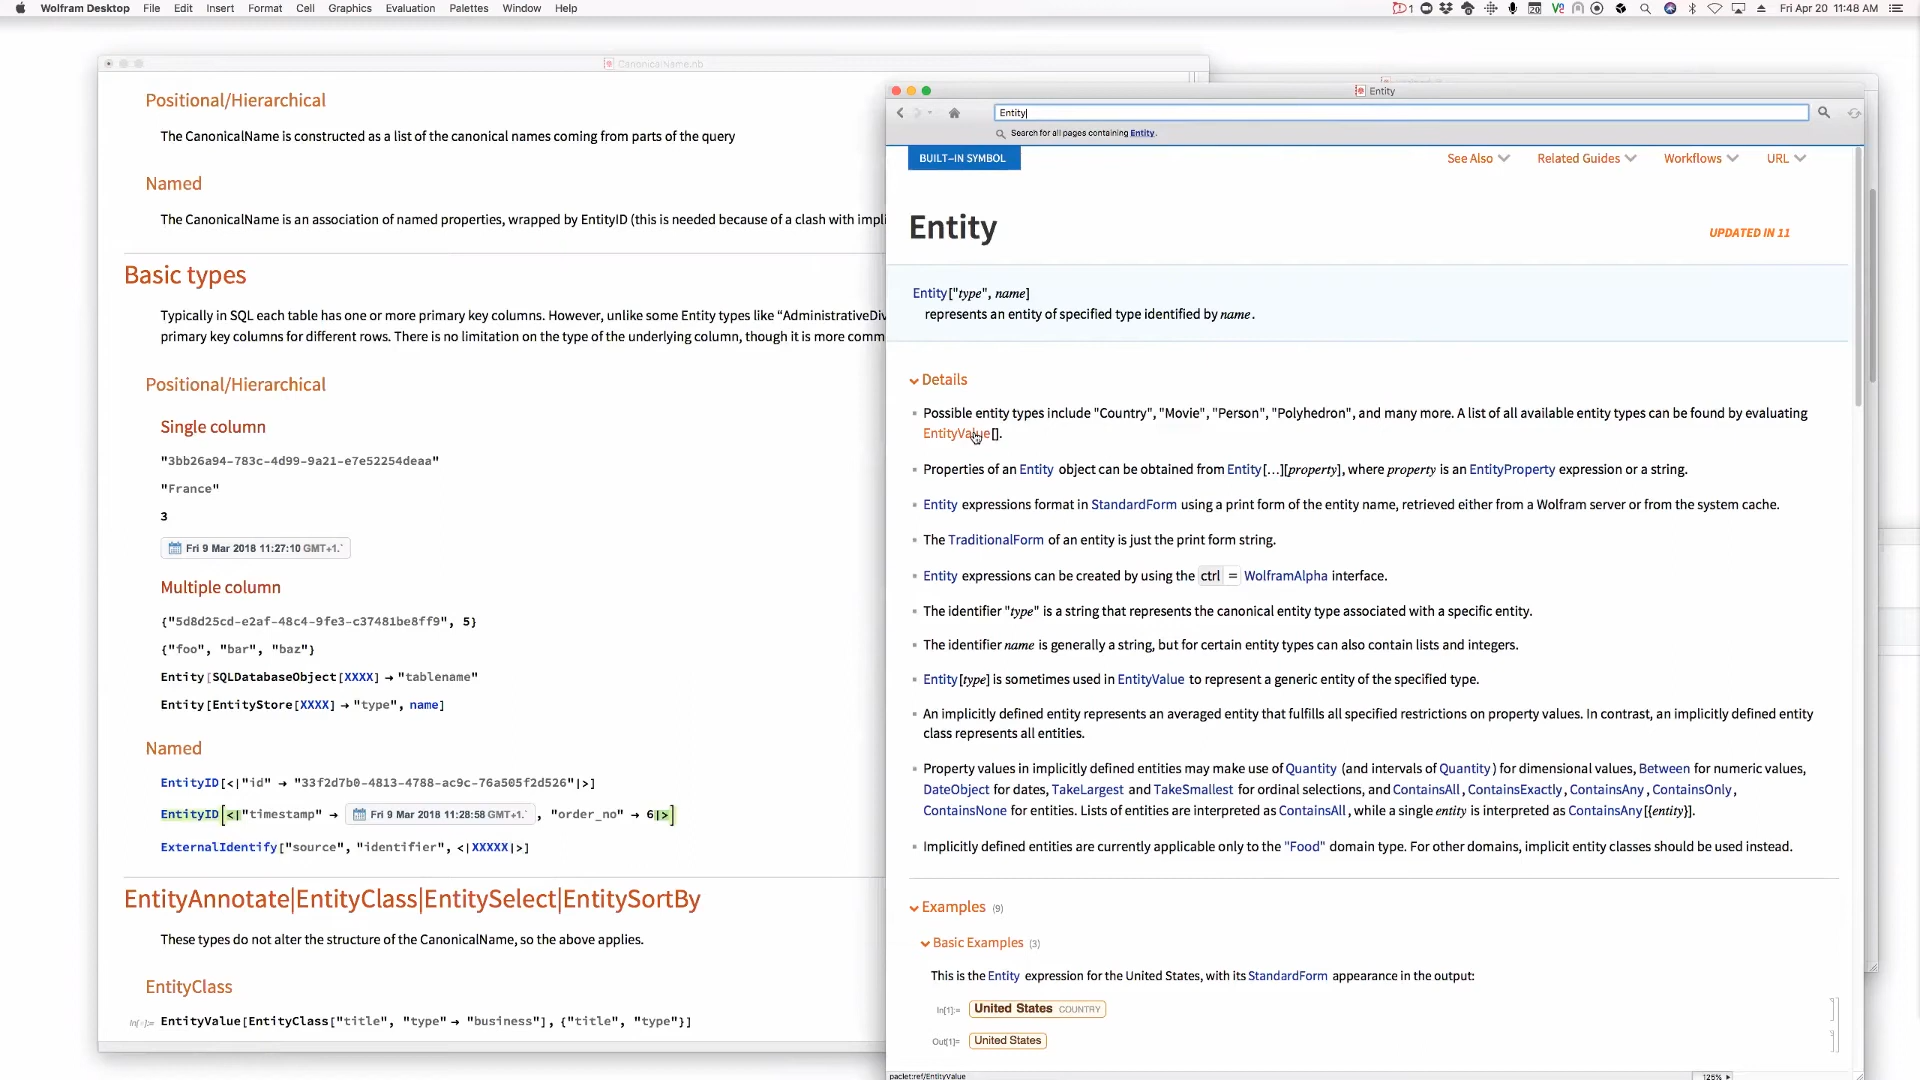 Wolfram Desktop File Edit Insert Format Cell Graphics Evaluation Palettes Window Help
1 20 V2 Fri Apr 20 11:48 AM
CanonicalName.nb
Positional/Hierarchical
The CanonicalName is constructed as a list of the canonical names coming from parts of the query
Named
The CanonicalName is an association of named properties, wrapped by EntityID (this is needed because of a clash with impli
Basic types
Typically in SQL each table has one or more primary key columns. However, unlike some Entity types like “AdministrativeDiv
primary key columns for different rows. There is no limitation on the type of the underlying column, though it is more comm
Positional/Hierarchical
Single column
"3bb26a94-783c-4d99-9a21-e7e52254deaa"
"France"
3
Fri 9 Mar 2018 11:27:10 GMT+1.`
Multiple column
{"5d8d25cd-e2af-48c4-9fe3-c37481be8ff9", 5}
{"foo", "bar", "baz"}
Entity[SQLDatabaseObject[XXXX] → "tablename"
Entity[EntityStore[XXXX] → "type", name]
Named
EntityID[<|"id" → "33f2d7b0-4813-4788-ac9c-76a505f2d526"|>]
EntityID[<|"timestamp" → Fri 9 Mar 2018 11:28:58 GMT+1.` , "order_no" → 6|>]
ExternalIdentify["source", "identifier", <|XXXXX|>]
EntityAnnotate|EntityClass|EntitySelect|EntitySortBy
These types do not alter the structure of the CanonicalName, so the above applies.
EntityClass
In[•]:= EntityValue[EntityClass["title", "type" → "business"], {"title", "type"}]
Entity
Entity
Search for all pages containing Entity.
BUILT-IN SYMBOL See Also Related Guides Workflows URL
Entity
UPDATED IN 11
Entity["type", name]
represents an entity of specified type identified by name.
Details
Possible entity types include "Country", "Movie", "Person", "Polyhedron", and many more. A list of all available entity types can be found by evaluating
EntityValue[].
Properties of an Entity object can be obtained from Entity[…][property], where property is an EntityProperty expression or a string.
Entity expressions format in StandardForm using a print form of the entity name, retrieved either from a Wolfram server or from the system cache.
The TraditionalForm of an entity is just the print form string.
Entity expressions can be created by using the ctrl = WolframAlpha interface.
The identifier "type" is a string that represents the canonical entity type associated with a specific entity.
The identifier name is generally a string, but for certain entity types can also contain lists and integers.
Entity[type] is sometimes used in EntityValue to represent a generic entity of the specified type.
An implicitly defined entity represents an averaged entity that fulfills all specified restrictions on property values. In contrast, an implicitly defined entity
class represents all entities.
Property values in implicitly defined entities may make use of Quantity (and intervals of Quantity) for dimensional values, Between for numeric values,
DateObject for dates, TakeLargest and TakeSmallest for ordinal selections, and ContainsAll, ContainsExactly, ContainsAny, ContainsOnly,
ContainsNone for entities. Lists of entities are interpreted as ContainsAll, while a single entity is interpreted as ContainsAny[{entity}].
Implicitly defined entities are currently applicable only to the "Food" domain type. For other domains, implicit entity classes should be used instead.
Examples (9)
Basic Examples (3)
This is the Entity expression for the United States, with its StandardForm appearance in the output:
In[1]:= United States COUNTRY
Out[1]= United States
paclet:ref/EntityValue 125%